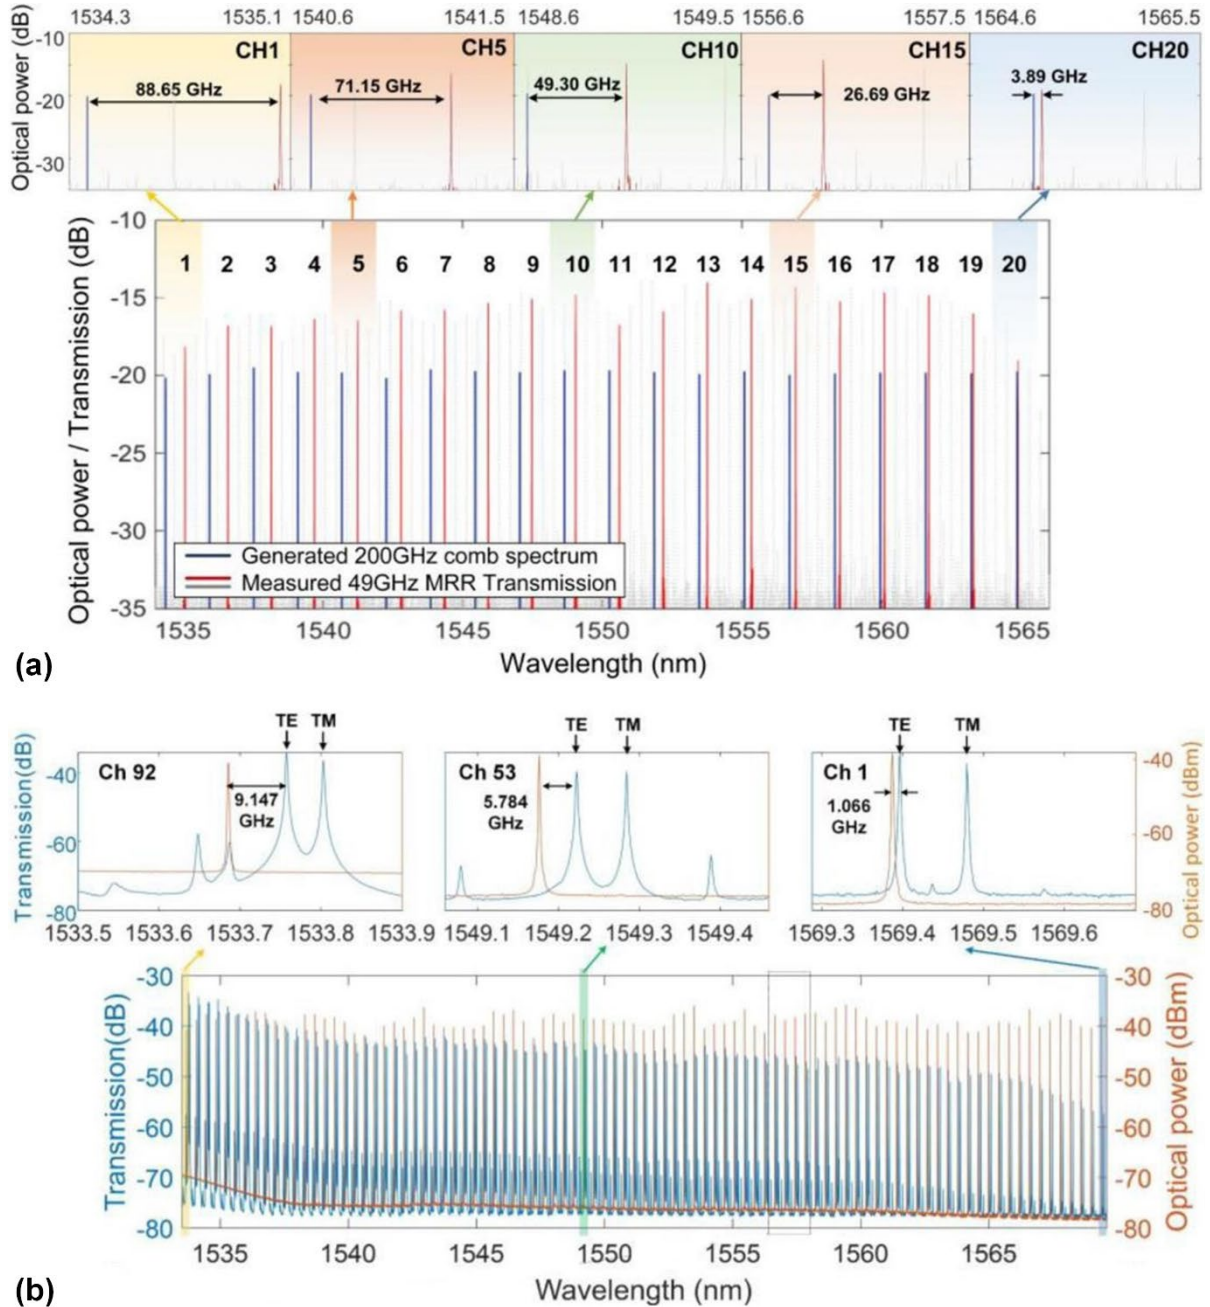 1534.3 1535.1 1540.6 1541.5 1548.6 1549.5 1556.6 1557.5 1564.6 1565.5
Optical power (dB)
-10
-20
-30
CH1 CH5 CH10 CH15 CH20
88.65 GHz 71.15 GHz 49.30 GHz 26.69 GHz 3.89 GHz
Optical power / Transmission (dB)
-10
-15
-20
-25
-30
-35
1 2 3 4 5 6 7 8 9 10 11 12 13 14 15 16 17 18 19 20
Generated 200GHz comb spectrum
Measured 49GHz MRR Transmission
1535 1540 1545 1550 1555 1560 1565
Wavelength (nm)
(a)
TE TM TE TM TE TM
Transmission(dB)
-40
-60
-80
Ch 92 Ch 53 Ch 1
9.147
GHz
5.784
GHz
1.066
GHz
-40
-60
-80
Optical power (dBm)
1533.5 1533.6 1533.7 1533.8 1533.9 1549.1 1549.2 1549.3 1549.4 1569.3 1569.4 1569.5 1569.6
Transmission(dB)
-30
-40
-50
-60
-70
-80
-30
-40
-50
-60
-70
-80
Optical power (dBm)
1535 1540 1545 1550 1555 1560 1565
Wavelength (nm)
(b)